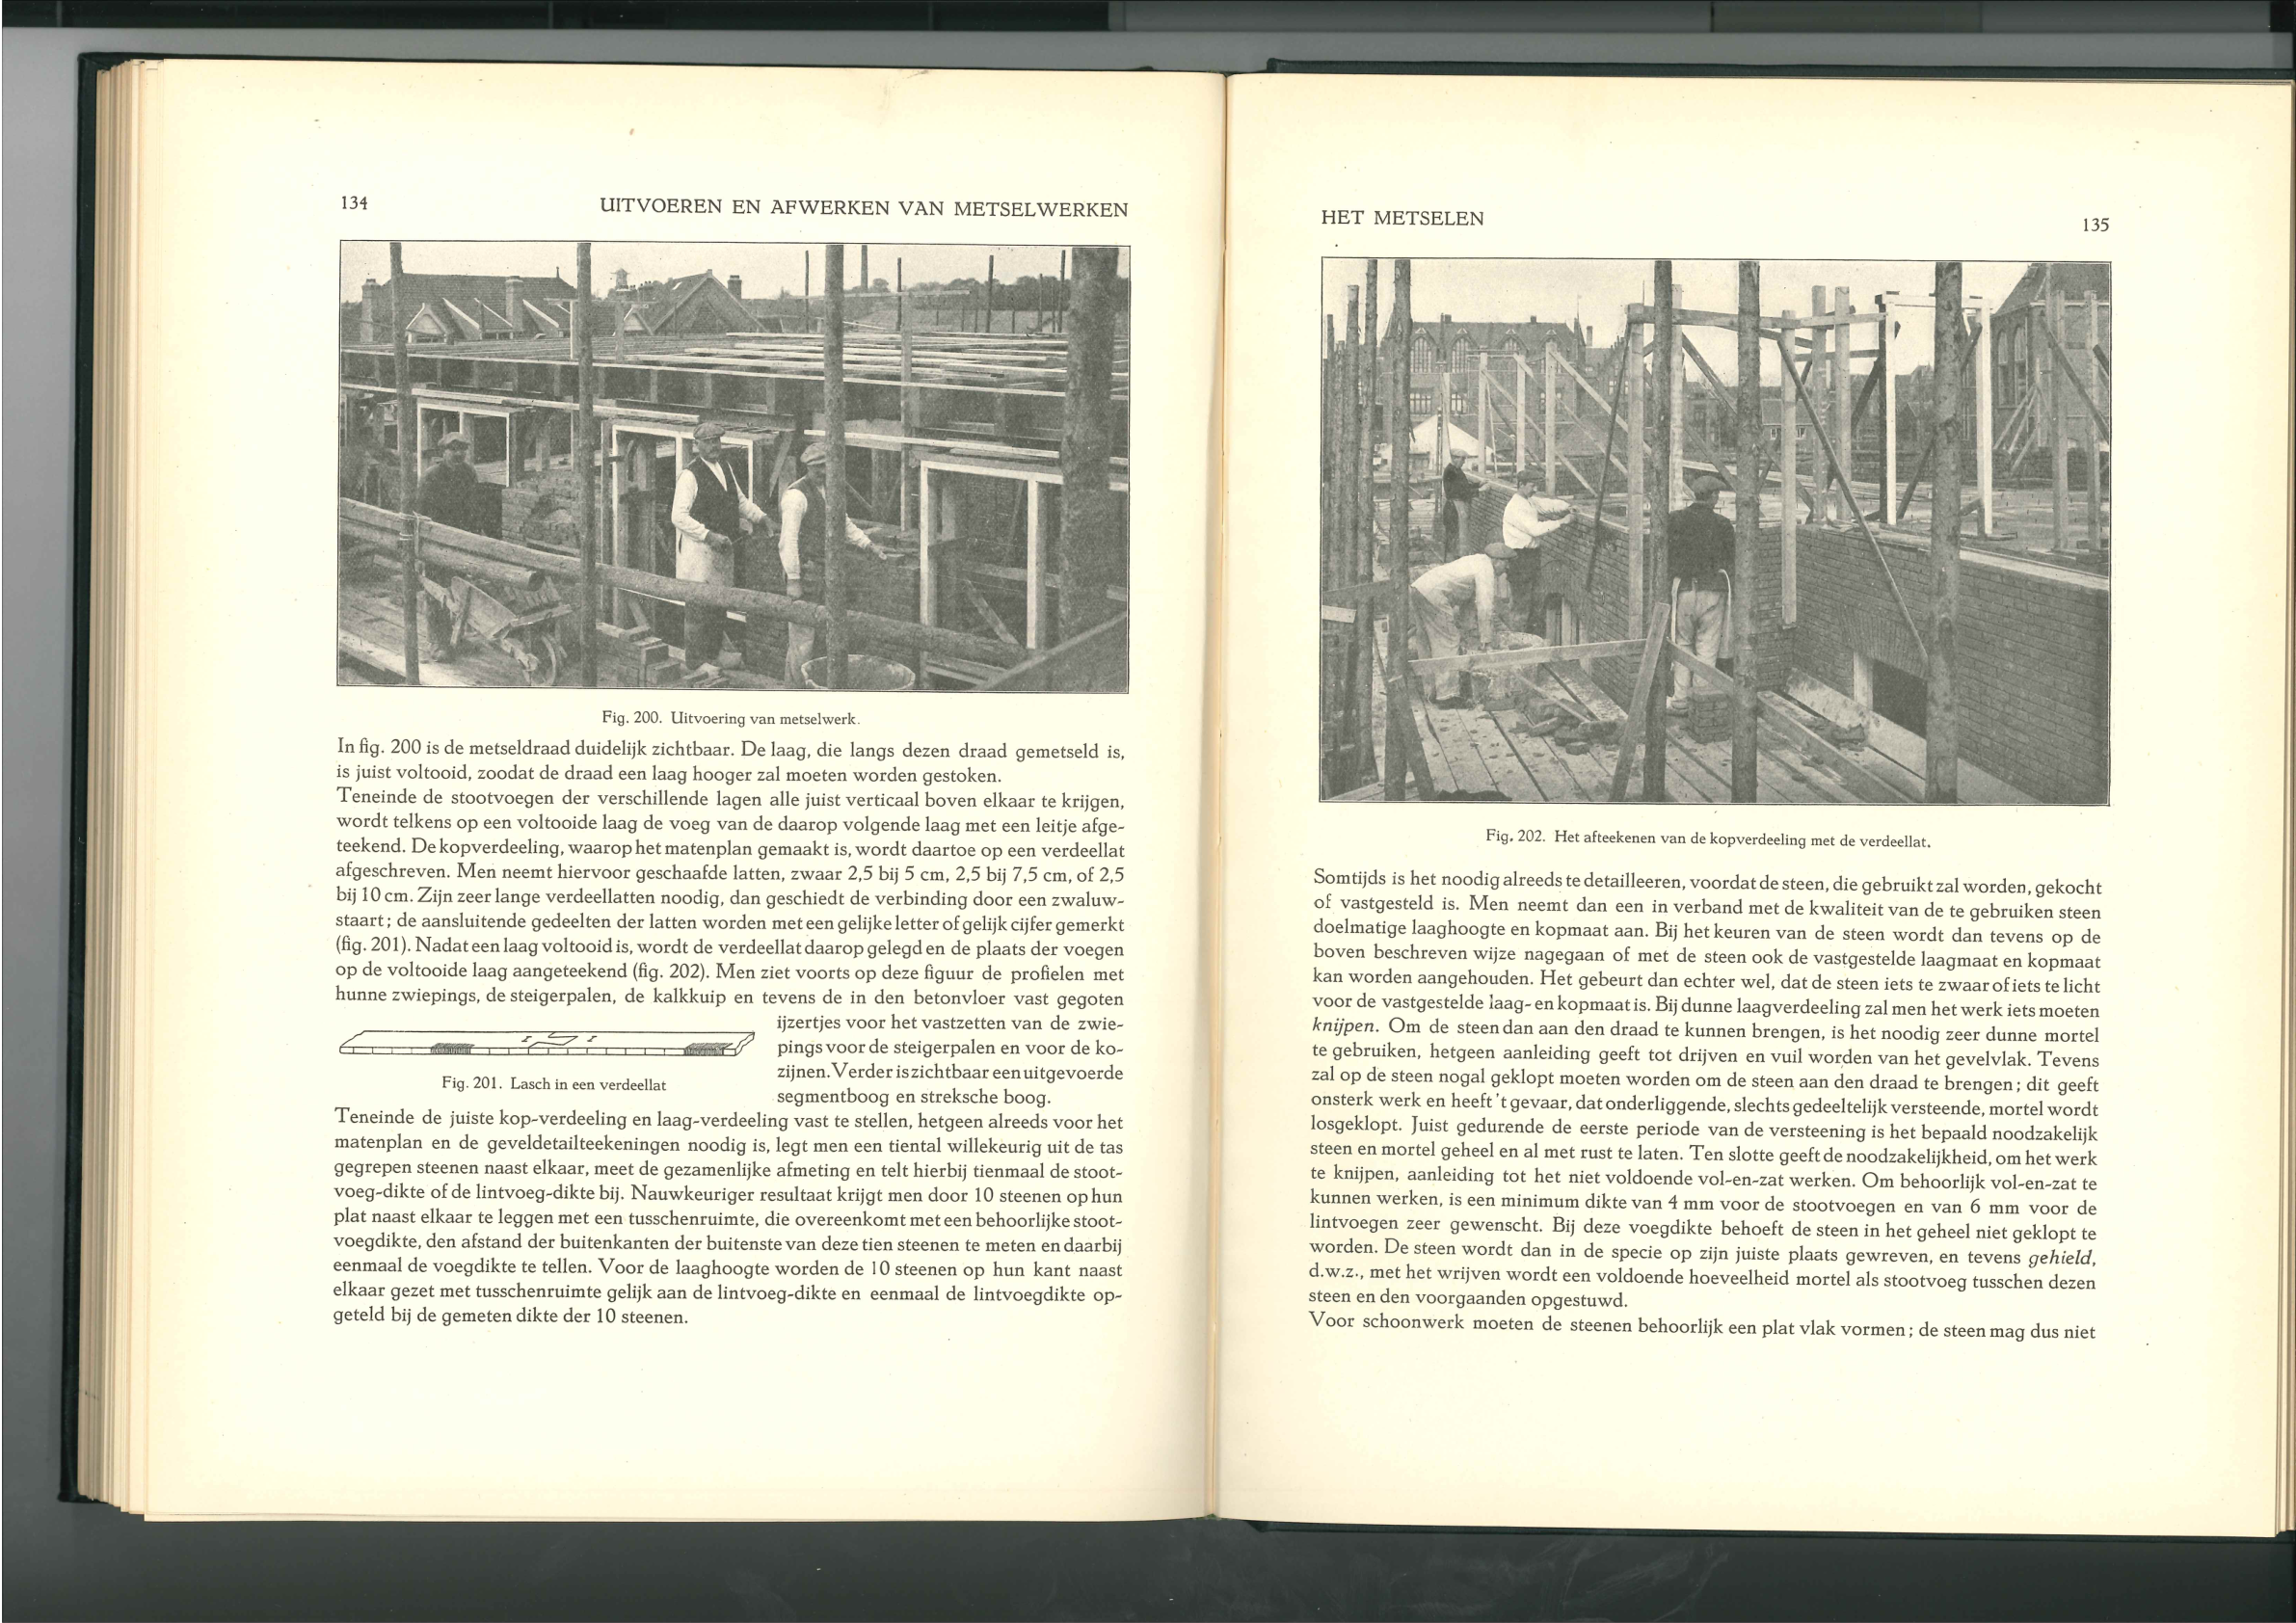 134
UITVOEREN EN AFWERKEN VAN METSELWERKEN
Fig. 200. Uitvoering van metselwerk.
In fig. 200 is de metseldraad duidelijk zichtbaar. De laag, die langs dezen draad gemetseld is,
is juist voltooid, zoodat de draad een laag hooger zal moeten worden gestoken.
Teneinde de stootvoegen der verschillende lagen alle juist verticaal boven elkaar te krijgen,
wordt telkens op een voltooide laag de voeg van de daarop volgende laag met een leitje afge-
teekend. De kopverdeeling, waarop het matenplan gemaakt is, wordt daartoe op een verdeellat
afgeschreven. Men neemt hiervoor geschaafde latten, zwaar 2,5 bij 5 cm, 2,5 bij 7,5 cm, of 2,5
bij 10 cm. Zijn zeer lange verdeellatten noodig, dan geschiedt de verbinding door een zwaluw-
staart; de aansluitende gedeelten der latten worden met een gelijke letter of gelijk cijfer gemerkt
(fig. 201). Nadat een laag voltooid is, wordt de verdeellat daarop gelegd en de plaats der voegen
op de voltooide laag aangeteekend (fig. 202). Men ziet voorts op deze figuur de profielen met
hunne zwiepings, de steigerpalen, de kalkkuip en tevens de in den betonvloer vast gegoten
ijzertjes voor het vastzetten van de zwie-
pings voor de steigerpalen en voor de ko-
zijnen. Verder is zichtbaar een uitgevoerde
segmentboog en streksche boog.
I I
Fig. 201. Lasch in een verdeellat
Teneinde de juiste kop-verdeeling en laag-verdeeling vast te stellen, hetgeen alreeds voor het
matenplan en de geveldetailteekeningen noodig is, legt men een tiental willekeurig uit de tas
gegrepen steenen naast elkaar, meet de gezamenlijke afmeting en telt hierbij tienmaal de stoot-
voeg-dikte of de lintvoeg-dikte bij. Nauwkeuriger resultaat krijgt men door 10 steenen op hun
plat naast elkaar te leggen met een tusschenruimte, die overeenkomt met een behoorlijke stoot-
voegdikte, den afstand der buitenkanten der buitenste van deze tien steenen te meten en daarbij
eenmaal de voegdikte te tellen. Voor de laaghoogte worden de 10 steenen op hun kant naast
elkaar gezet met tusschenruimte gelijk aan de lintvoeg-dikte en eenmaal de lintvoegdikte op-
geteld bij de gemeten dikte der 10 steenen.
HET METSELEN
135
Fig. 202. Het afteekenen van de kopverdeeling met de verdeellat.
Somtijds is het noodig alreeds te detailleeren, voordat de steen, die gebruikt zal worden, gekocht
of vastgesteld is. Men neemt dan een in verband met de kwaliteit van de te gebruiken steen
doelmatige laaghoogte en kopmaat aan. Bij het keuren van de steen wordt dan tevens op de
boven beschreven wijze nagegaan of met de steen ook de vastgestelde laagmaat en kopmaat
kan worden aangehouden. Het gebeurt dan echter wel, dat de steen iets te zwaar of iets te licht
voor de vastgestelde laag- en kopmaat is. Bij dunne laagverdeeling zal men het werk iets moeten
knijpen. Om de steen dan aan den draad te kunnen brengen, is het noodig zeer dunne mortel
te gebruiken, hetgeen aanleiding geeft tot drijven en vuil worden van het gevelvlak. Tevens
zal op de steen nogal geklopt moeten worden om de steen aan den draad te brengen; dit geeft
onsterk werk en heeft 't gevaar, dat onderliggende, slechts gedeeltelijk versteende, mortel wordt
losgeklopt. Juist gedurende de eerste periode van de versteening is het bepaald noodzakelijk
steen en mortel geheel en al met rust te laten. Ten slotte geeft de noodzakelijkheid, om het werk
te knijpen, aanleiding tot het niet voldoende vol-en-zat werken. Om behoorlijk vol-en-zat te
kunnen werken, is een minimum dikte van 4 mm voor de stootvoegen en van 6 mm voor de
lintvoegen zeer gewenscht. Bij deze voegdikte behoeft de steen in het geheel niet geklopt te
worden. De steen wordt dan in de specie op zijn juiste plaats gewreven, en tevens gehield,
d.w.z., met het wrijven wordt een voldoende hoeveelheid mortel als stootvoeg tusschen dezen
steen en den voorgaanden opgestuwd.
Voor schoonwerk moeten de steenen behoorlijk een plat vlak vormen; de steen mag dus niet